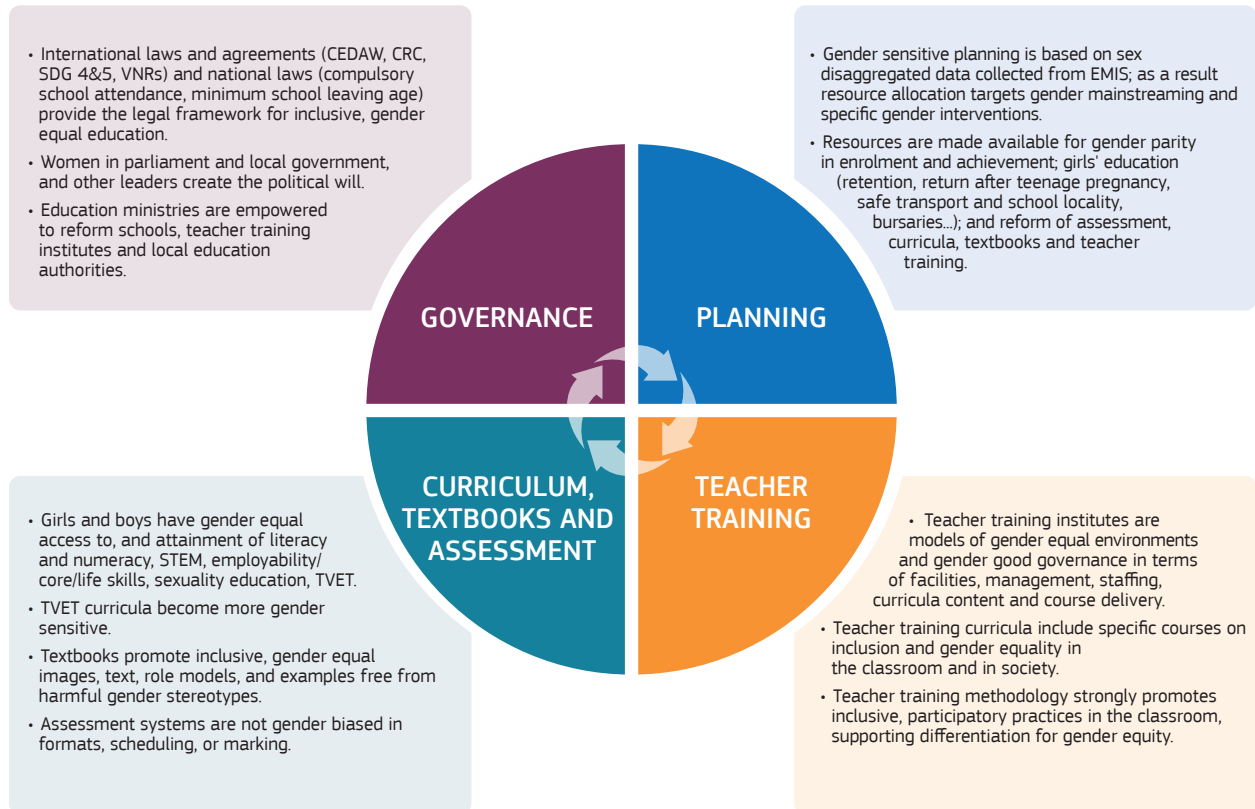 • International laws and agreements (CEDAW, CRC,
SDG 4&5, VNRs) and national laws (compulsory
school attendance, minimum school leaving age)
provide the legal framework for inclusive, gender
equal education.
• Women in parliament and local government,
and other leaders create the political will.
• Education ministries are empowered
to reform schools, teacher training
institutes and local education
authorities.
• Gender sensitive planning is based on sex
disaggregated data collected from EMIS; as a result
resource allocation targets gender mainstreaming and
specific gender interventions.
• Resources are made available for gender parity
in enrolment and achievement; girls' education
(retention, return after teenage pregnancy,
safe transport and school locality,
bursaries...); and reform of assessment,
curricula, textbooks and teacher
training.
GOVERNANCE
PLANNING
CURRICULUM,
TEXTBOOKS AND
ASSESSMENT
TEACHER
TRAINING
• Girls and boys have gender equal
access to, and attainment of literacy
and numeracy, STEM, employability/
core/life skills, sexuality education, TVET.
• TVET curricula become more gender
sensitive.
• Textbooks promote inclusive, gender equal
images, text, role models, and examples free from
harmful gender stereotypes.
• Assessment systems are not gender biased in
formats, scheduling, or marking.
• Teacher training institutes are
models of gender equal environments
and gender good governance in terms
of facilities, management, staffing,
curricula content and course delivery.
• Teacher training curricula include specific courses on
inclusion and gender equality in
the classroom and in society.
• Teacher training methodology strongly promotes
inclusive, participatory practices in the classroom,
supporting differentiation for gender equity.